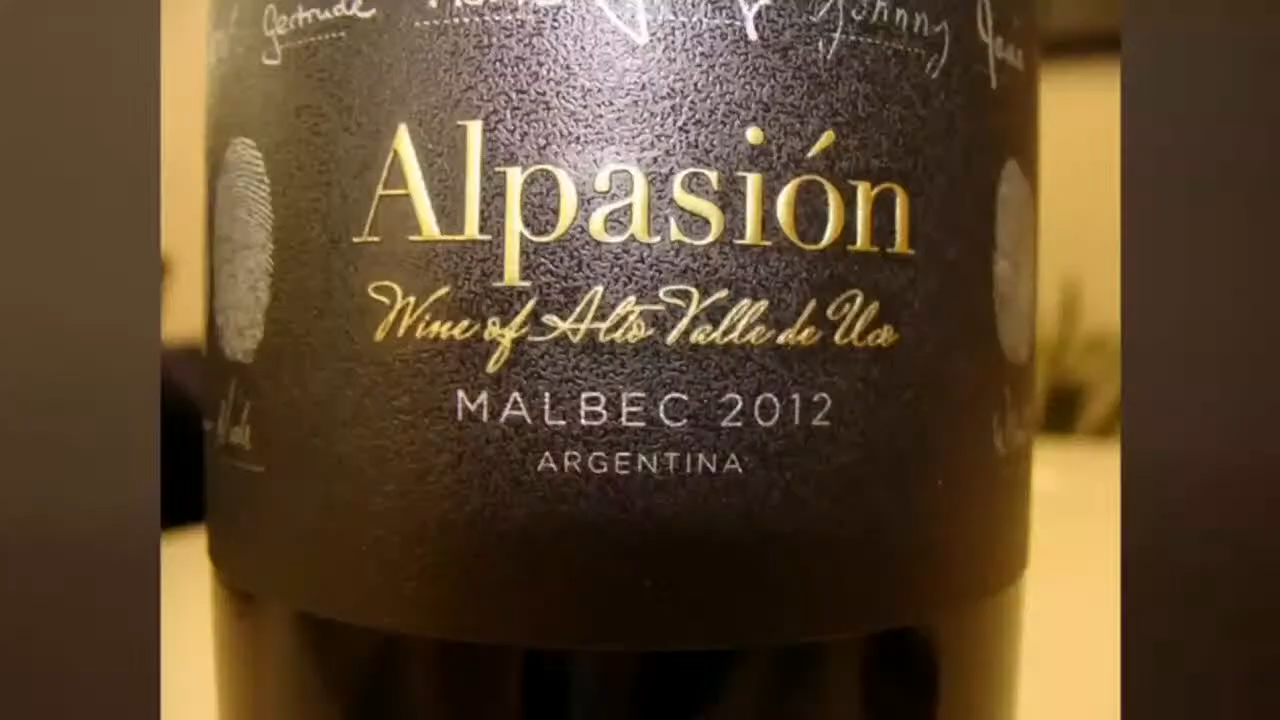 Gertrude Johnny
Alpasión
Wine of Alto Valle de Uco
MALBEC 2012
ARGENTINA